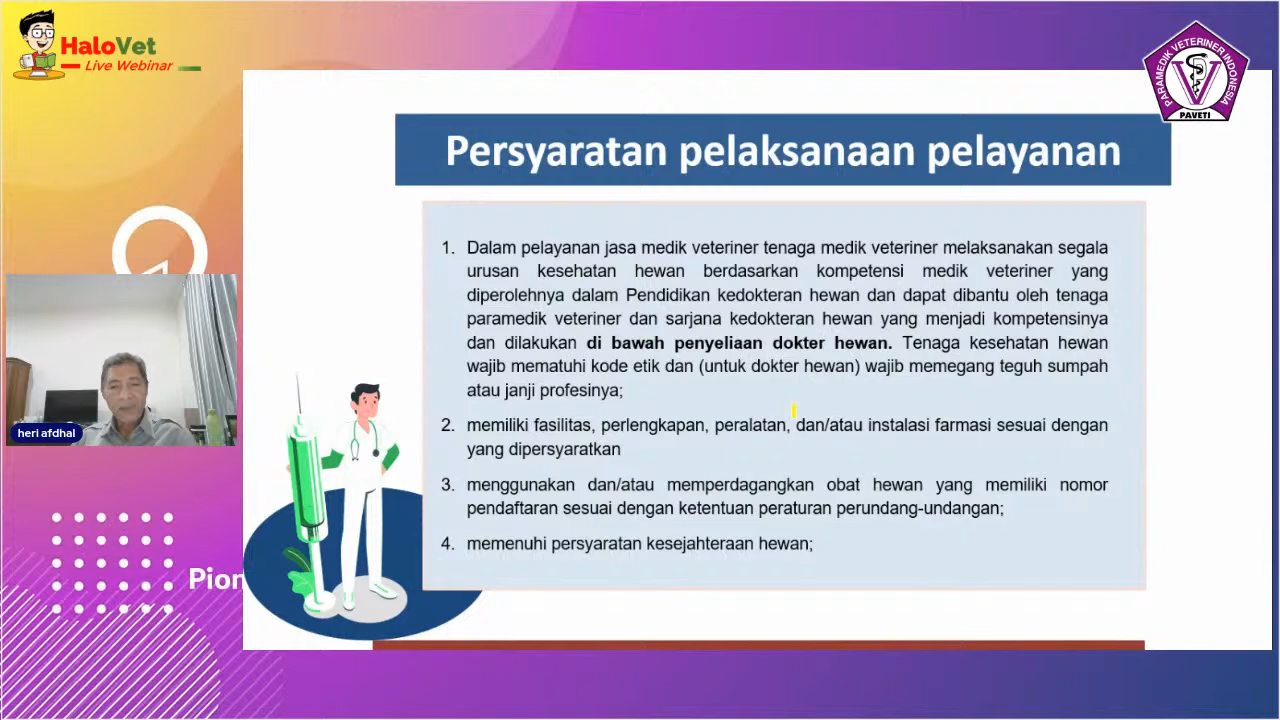 HaloVet
Live Webinar
PARAMEDIK VETERINER INDONESIA
V
PAVETI
Persyaratan pelaksanaan pelayanan
1. Dalam pelayanan jasa medik veteriner tenaga medik veteriner melaksanakan segala
urusan kesehatan hewan berdasarkan kompetensi medik veteriner yang
diperolehnya dalam Pendidikan kedokteran hewan dan dapat dibantu oleh tenaga
paramedik veteriner dan sarjana kedokteran hewan yang menjadi kompetensinya
dan dilakukan di bawah penyeliaan dokter hewan. Tenaga kesehatan hewan
wajib mematuhi kode etik dan (untuk dokter hewan) wajib memegang teguh sumpah
atau janji profesinya;
2. memiliki fasilitas, perlengkapan, peralatan, dan/atau instalasi farmasi sesuai dengan
yang dipersyaratkan
3. menggunakan dan/atau memperdagangkan obat hewan yang memiliki nomor
pendaftaran sesuai dengan ketentuan peraturan perundang-undangan;
4. memenuhi persyaratan kesejahteraan hewan;
heri afdhal
Pion